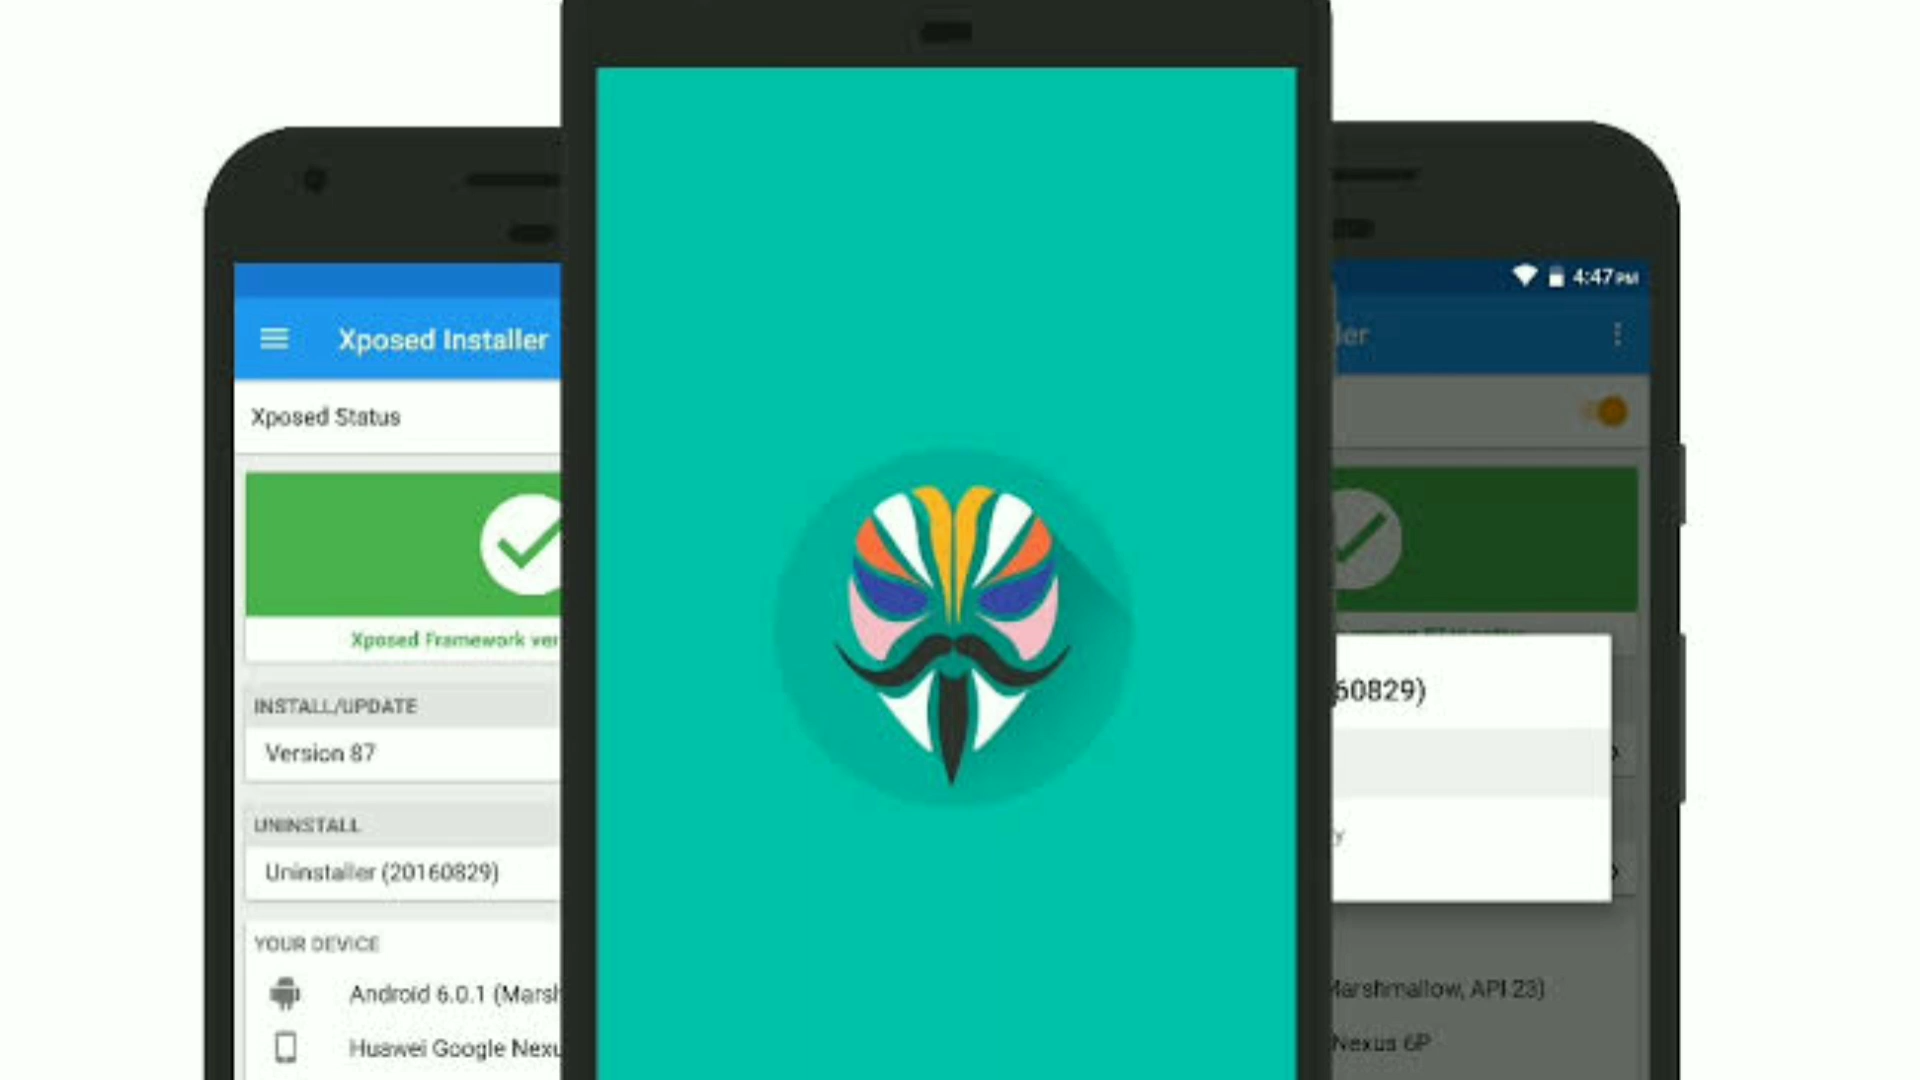 Xposed Installer
Xposed Status
Xposed Framework ver
INSTALL/UPDATE
Version 87
UNINSTALL
Uninstaller (20160829)
YOUR DEVICE
Android 6.0.1 (Marsh
Huawei Google Nexu
4:47 PM
ler
60829)
y
Marshmallow, API 23)
Nexus 6P